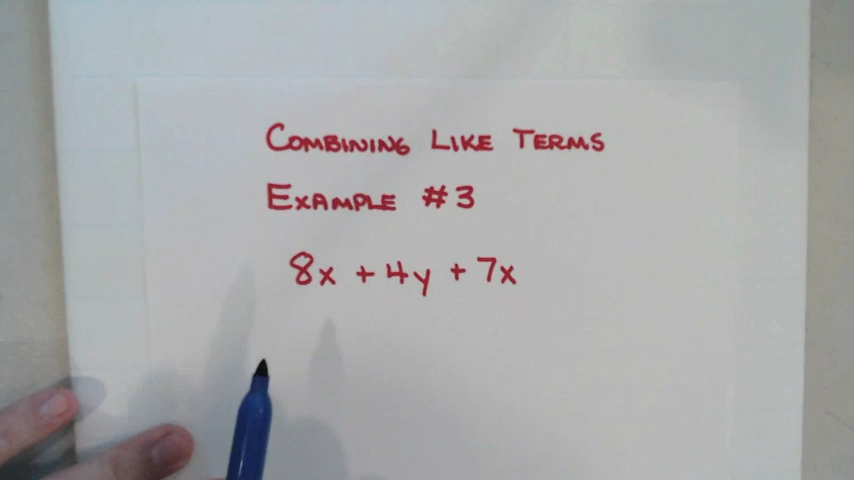 COMBINING LIKE TERMS
EXAMPLE #3
8x + 4y + 7x